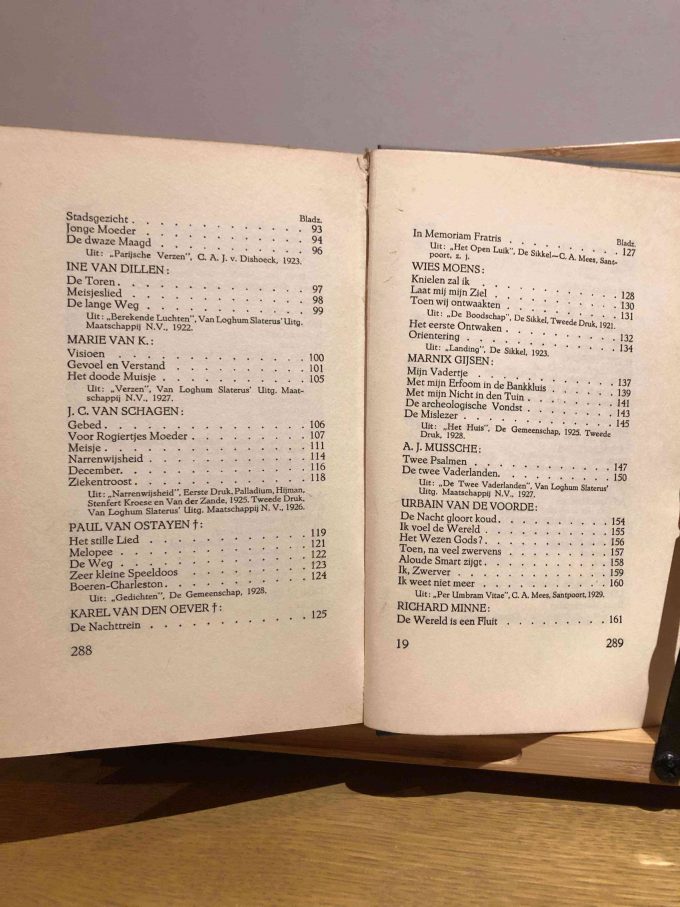 Bladz.
Stadsgezicht . . . . . . . . . . . 93
Jonge Moeder . . . . . . . . . . . 94
De dwaze Maagd . . . . . . . . . . 96
Uit: „Parijsche Verzen”, C. A. J. v. Dishoeck, 1923.
INE VAN DILLEN:
De Toren . . . . . . . . . . . 97
Meisjeslied . . . . . . . . . . . 98
De lange Weg . . . . . . . . . . . 99
Uit: „Berekende Luchten”, Van Loghum Slaterus' Uitg.
Maatschappij N.V., 1922.
MARIE VAN K.:
Visioen . . . . . . . . . . . 100
Gevoel en Verstand . . . . . . . . . 101
Het doode Muisje . . . . . . . . . 105
Uit: „Verzen”, Van Loghum Slaterus' Uitg. Maat-
schappij N.V., 1927.
J. C. VAN SCHAGEN:
Gebed . . . . . . . . . . . 106
Voor Rogiertjes Moeder . . . . . . . . 107
Meisje . . . . . . . . . . . 111
Narrenwijsheid . . . . . . . . . . 114
December . . . . . . . . . . . 116
Ziekentroost . . . . . . . . . . . 118
Uit: „Narrenwijsheid”, Eerste Druk, Palladium, Hijman,
Stenfert Kroese en Van der Zande, 1925. Tweede Druk,
Van Loghum Slaterus' Uitg. Maatschappij N.V., 1926.
PAUL VAN OSTAYEN †:
Het stille Lied . . . . . . . . . . 119
Melopee . . . . . . . . . . . 121
De Weg . . . . . . . . . . . 122
Zeer kleine Speeldoos . . . . . . . . 123
Boeren-Charleston . . . . . . . . . 124
Uit: „Gedichten”, De Gemeenschap, 1928.
KAREL VAN DEN OEVER †:
De Nachttrein . . . . . . . . . . 125
288
Bladz.
In Memoriam Fratris . . . . . . . . 127
Uit: „Het Open Luik”, De Sikkel—C. A. Mees, Sant-
poort, z. j.
WIES MOENS:
Knielen zal ik . . . . . . . . . . 128
Laat mij mijn Ziel . . . . . . . . . 130
Toen wij ontwaakten . . . . . . . . 131
Uit: „De Boodschap”, De Sikkel, Tweede Druk, 1921.
Het eerste Ontwaken . . . . . . . . 132
Orientering . . . . . . . . . . . 134
Uit: „Landing”, De Sikkel, 1923.
MARNIX GIJSEN:
Mijn Vadertje . . . . . . . . . . 137
Met mijn Erfoom in de Bankkluis . . . . . 139
Met mijn Nicht in den Tuin . . . . . . 141
De archeologische Vondst . . . . . . . 143
De Mislezer . . . . . . . . . . . 145
Uit: „Het Huis”, De Gemeenschap, 1925. Tweede
Druk, 1928.
A. J. MUSSCHE:
Twee Psalmen . . . . . . . . . . 147
De twee Vaderlanden . . . . . . . . 150
Uit: „De Twee Vaderlanden”, Van Loghum Slaterus'
Uitg. Maatschappij N.V., 1927.
URBAIN VAN DE VOORDE:
De Nacht gloort koud . . . . . . . . 154
Ik voel de Wereld . . . . . . . . . 155
Het Wezen Gods? . . . . . . . . . 156
Toen, na veel zwervens . . . . . . . 157
Aloude Smart zijgt . . . . . . . . 158
Ik, Zwerver . . . . . . . . . . . 159
Ik weet niet meer . . . . . . . . . 160
Uit: „Per Umbram Vitae”, C. A. Mees, Santpoort, 1929.
RICHARD MINNE:
De Wereld is een Fluit . . . . . . . . 161
19 289